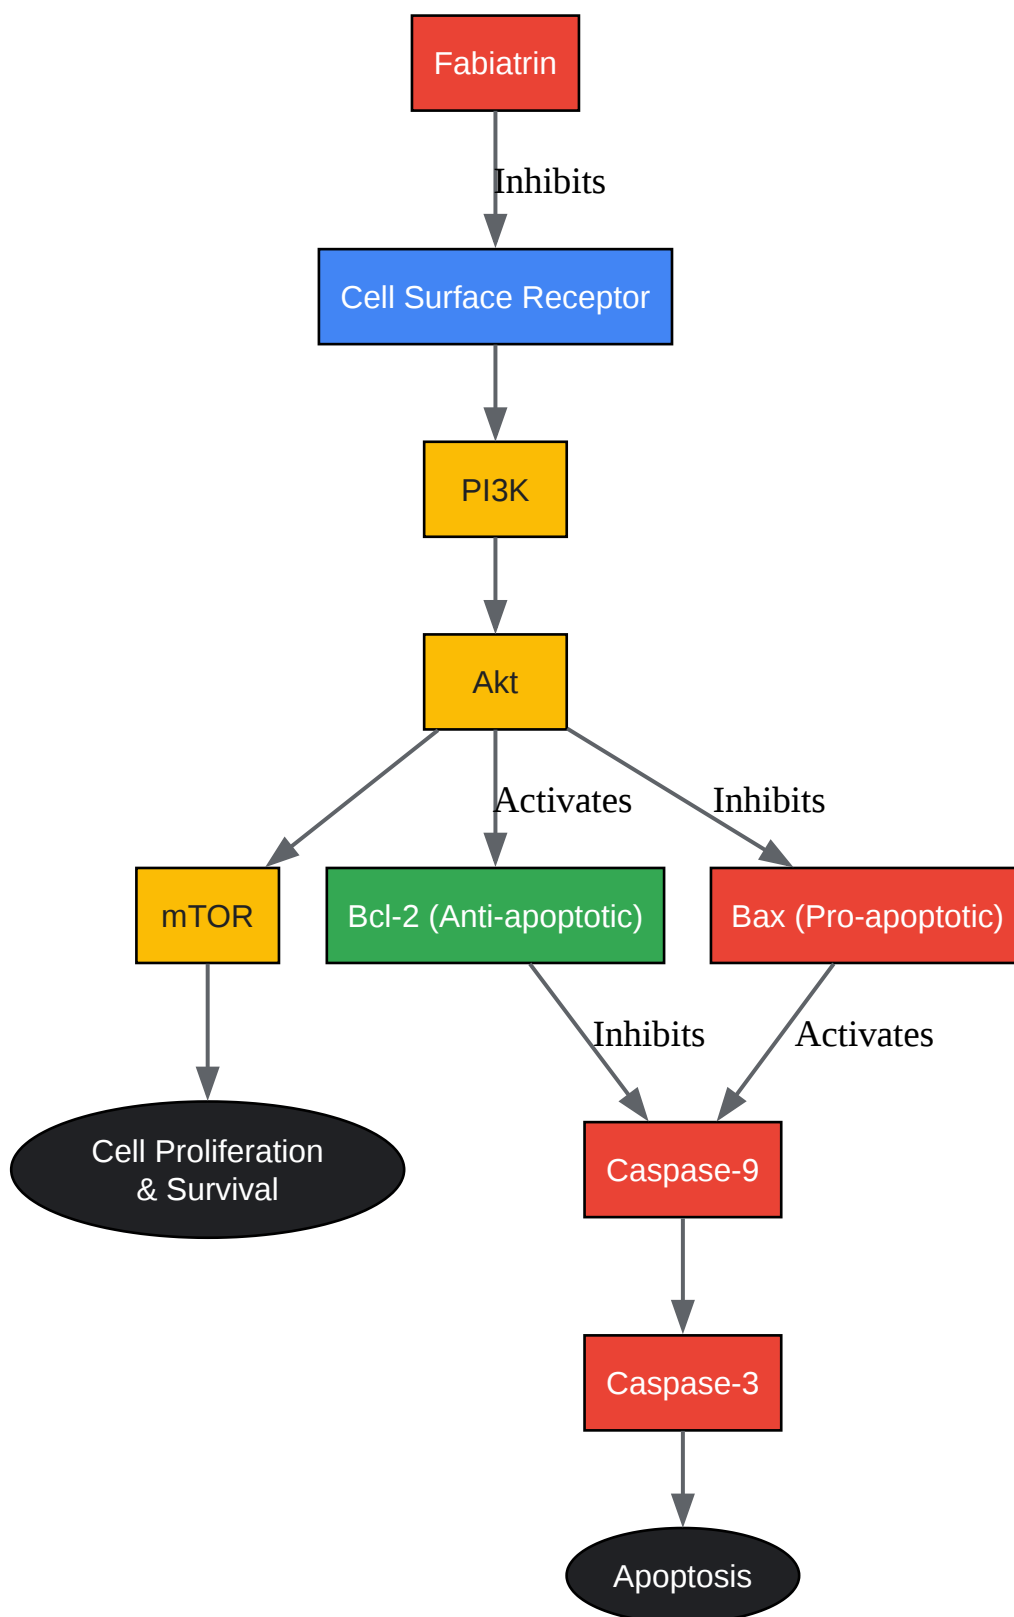 Fabiatrin
Inhibits
Cell Surface Receptor
PI3K
Akt
Activates
Inhibits
mTOR
Bcl-2 (Anti-apoptotic)
Bax (Pro-apoptotic)
Inhibits
Activates
Cell Proliferation
& Survival
Caspase-9
Caspase-3
Apoptosis